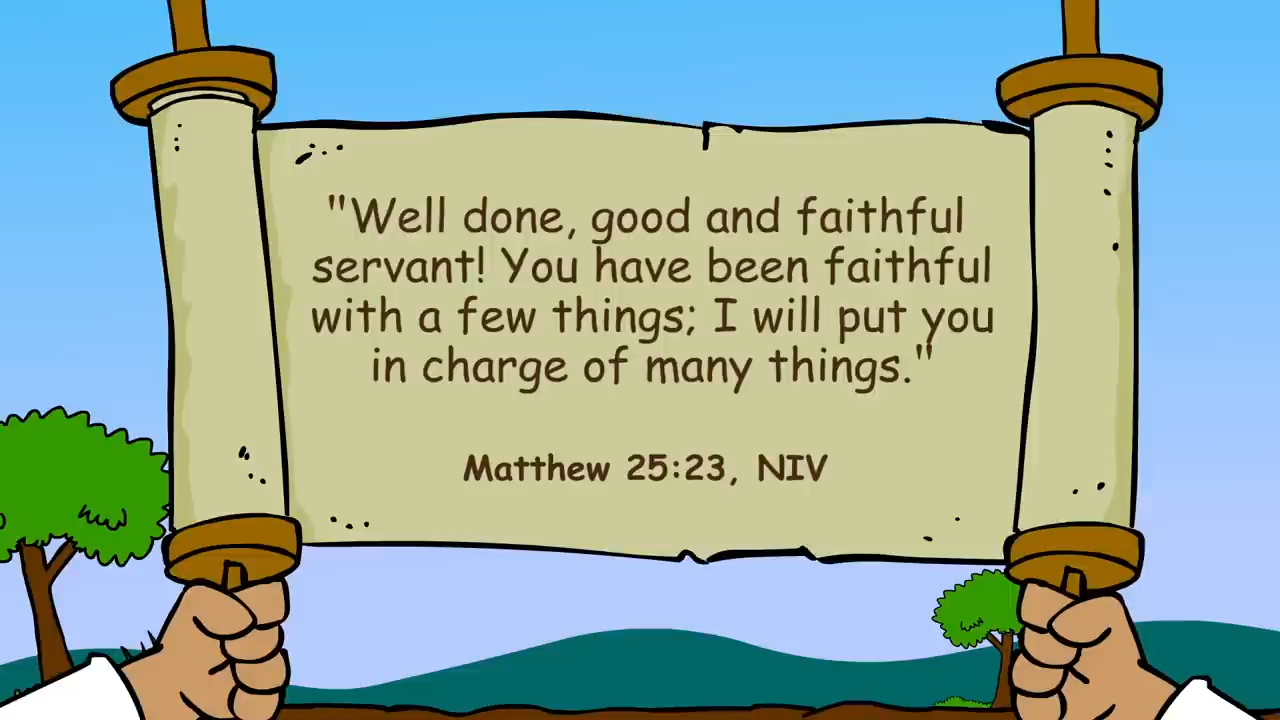 "Well done, good and faithful
servant! You have been faithful
with a few things; I will put you
in charge of many things."
Matthew 25:23, NIV